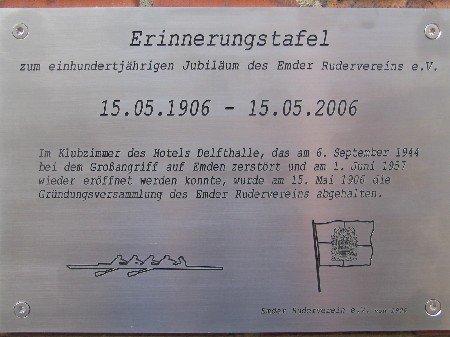 Erinnerungstafel
zum einhundertjährigen Jubiläum des Emder Rudervereins e.V.
15.05.1906 - 15.05.2006
Im Klubzimmer des Hotels Delfthalle, das am 6. September 1944
bei dem Großangriff auf Emden zerstört und am 1. Juni 1957
wieder eröffnet werden konnte, wurde am 15. Mai 1906 die
Gründungsversammlung des Emder Rudervereins abgehalten.
Emder Ruderverein e.V. von